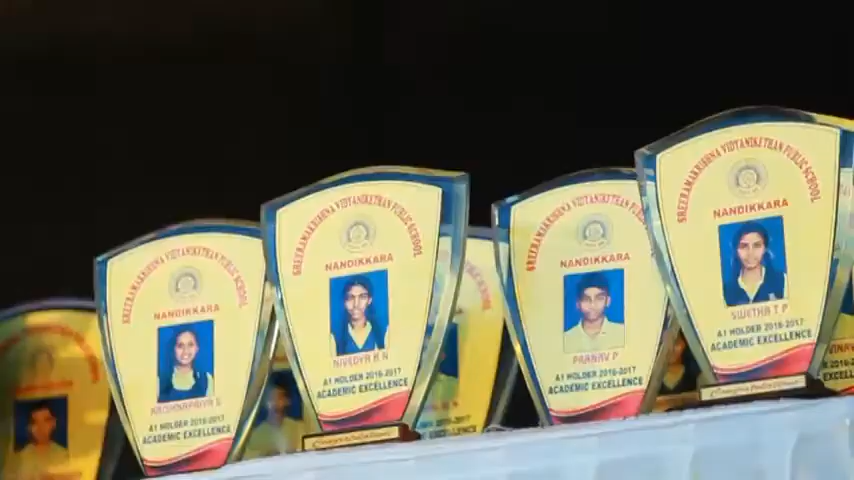 SREERAMAKRISHNA VIDYANIKETHAN PUBLIC SCHOOL
NANDIKKARA
A1 HOLDER 2016-2017
ACADEMIC EXCELLENCE
SREERAMAKRISHNA VIDYANIKETHAN PUBLIC SCHOOL
NANDIKKARA
NIVEDYA K N
A1 HOLDER 2016-2017
ACADEMIC EXCELLENCE
Congratulations
SREERAMAKRISHNA VIDYANIKETHAN PUBLIC
NANDIKKARA
PRANAV P
A1 HOLDER 2016-2017
ACADEMIC EXCELLENCE
SREERAMAKRISHNA VIDYANIKETHAN PUBLIC SCHOOL
NANDIKKARA
SWETHA T P
A1 HOLDER 2016-2017
ACADEMIC EXCELLENCE
Congratulations